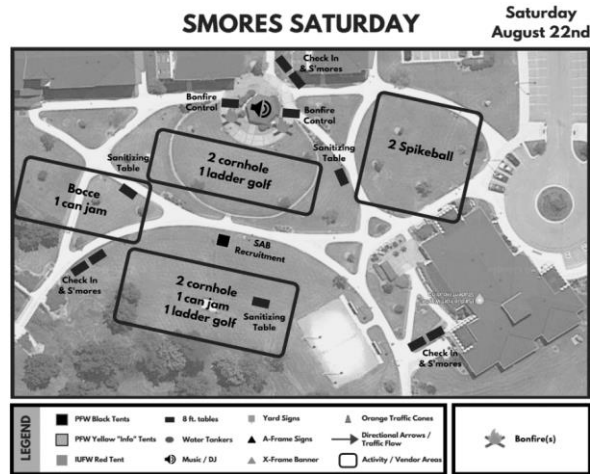 SMORES SATURDAY
Saturday
August 22nd
Check In
& S'mores
Bonfire
Control
Bonfire
Control
Sanitizing
Table
2 Spikeball
2 cornhole
1 ladder golf
Bocce
1 can jam
SAB
Recruitment
Check In
& S'mores
2 cornhole
1 can jam
1 ladder golf
Sanitizing
Table
Check In
& S'mores
LEGEND
PFW Black Tents
8 ft. tables
Yard Signs
Orange Traffic Cones
PFW Yellow "Info" Tents
Water Tankers
A-Frame Signs
Directional Arrows /
Traffic Flow
IUFW Red Tent
Music / DJ
X-Frame Banner
Activity / Vendor Areas
Bonfire(s)